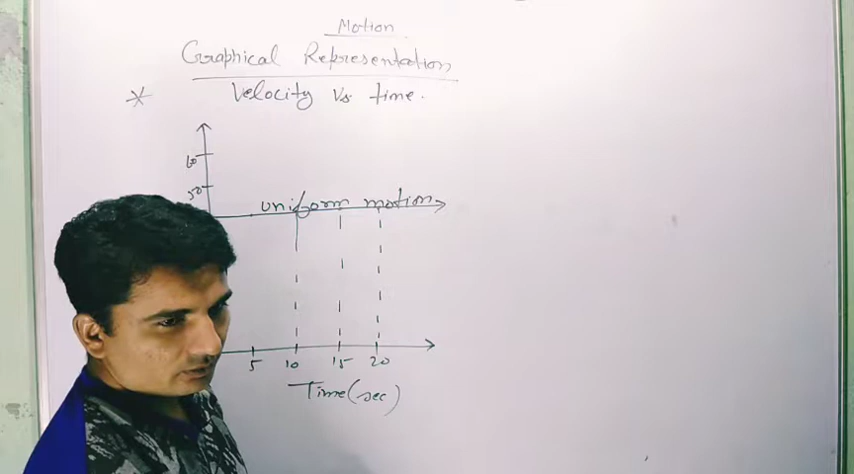 Motion
Graphical Representation
* Velocity Vs time.
60
50
uniform motion
5 10 15 20
Time(sec)